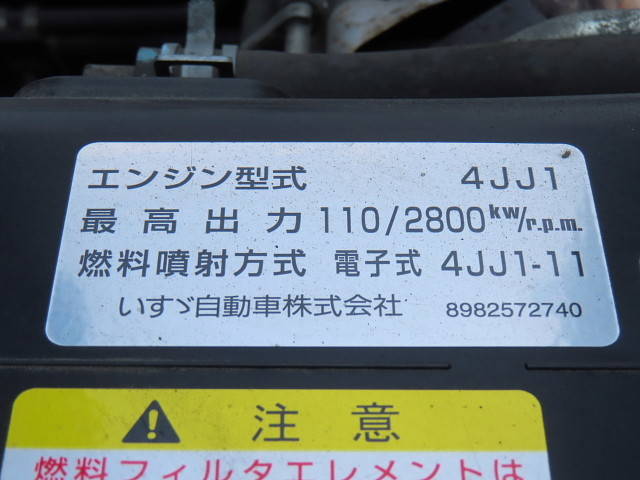 エンジン型式 4JJ1
最高出力 110/2800kw/r.p.m.
燃料噴射方式 電子式 4JJ1-11
いすゞ自動車株式会社 8982572740
注意
燃料フィルタエレメントは